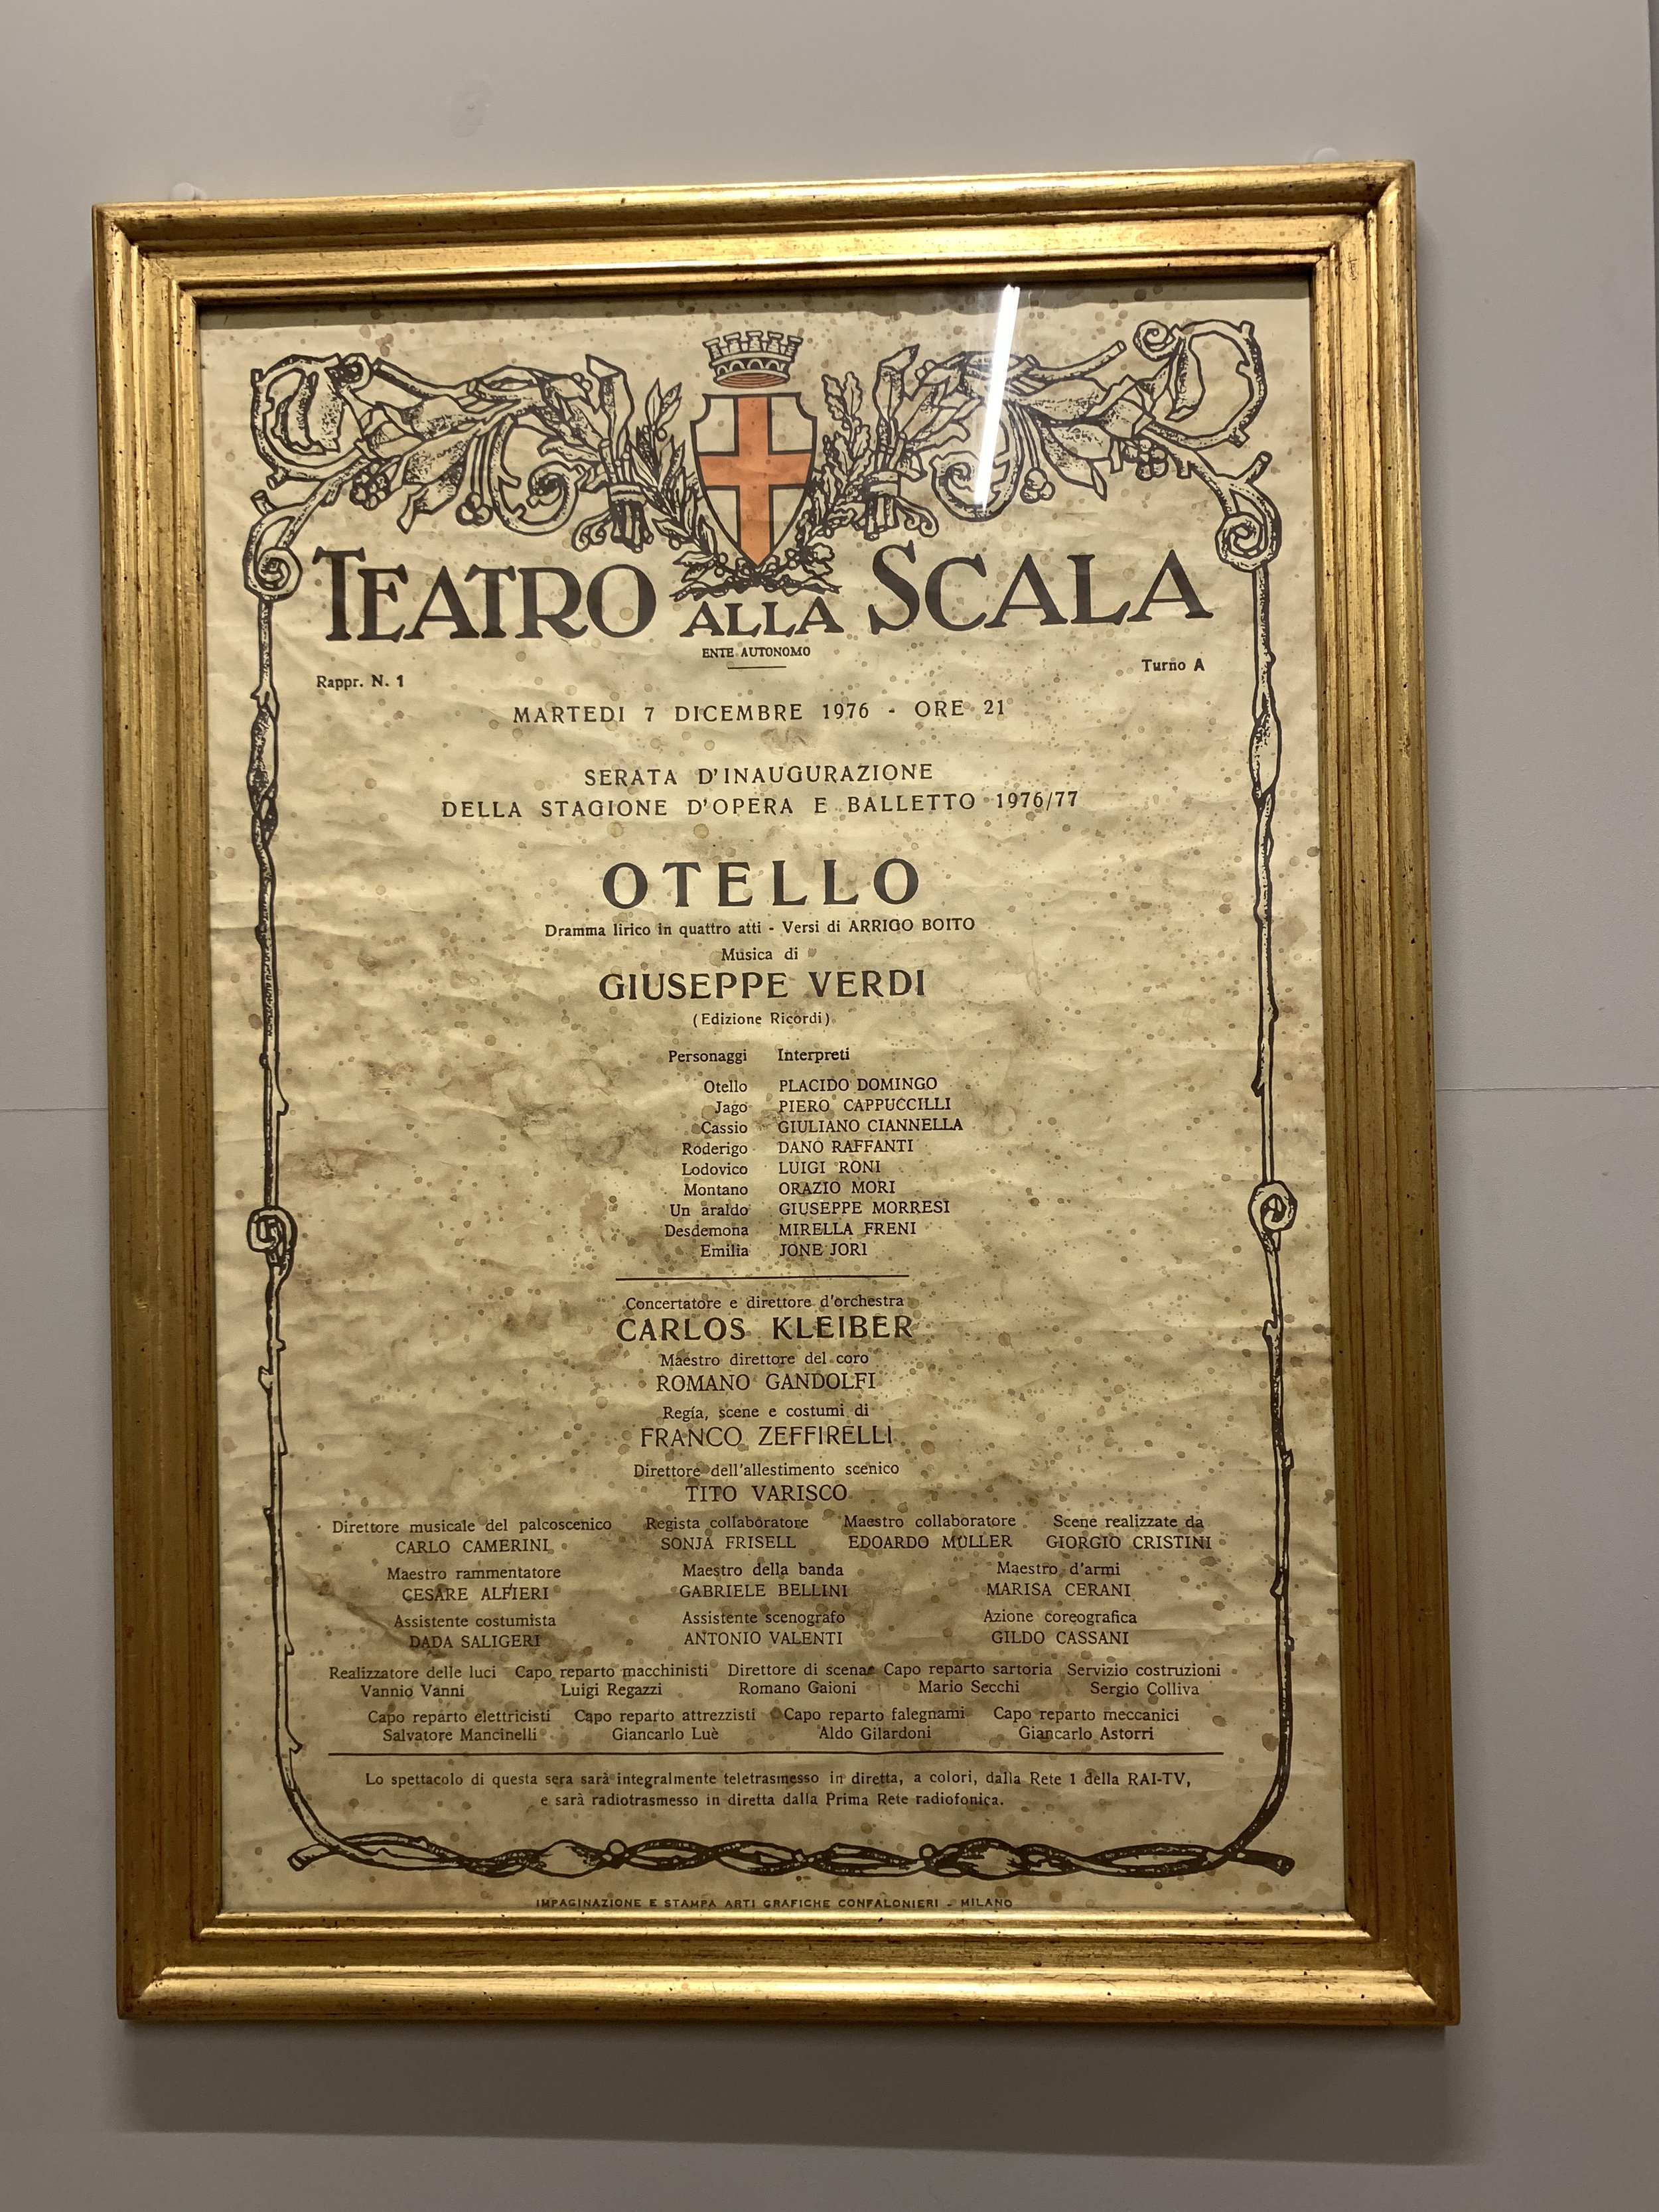 TEATRO ALLA SCALA
ENTE AUTONOMO
Rappr. N. 1
Turno A
MARTEDI 7 DICEMBRE 1976 - ORE 21
SERATA D'INAUGURAZIONE
DELLA STAGIONE D'OPERA E BALLETTO 1976/77
OTELLO
Dramma lirico in quattro atti - Versi di ARRIGO BOITO
Musica di
GIUSEPPE VERDI
(Edizione Ricordi)
Personaggi Interpreti
Otello PLACIDO DOMINGO
Jago PIERO CAPPUCCILLI
Cassio GIULIANO CIANNELLA
Roderigo DANO RAFFANTI
Lodovico LUIGI RONI
Montano ORAZIO MORI
Un araldo GIUSEPPE MORRESI
Desdemona MIRELLA FRENI
Emilia JONE JORI
Concertatore e direttore d'orchestra
CARLOS KLEIBER
Maestro direttore del coro
ROMANO GANDOLFI
Regía, scene e costumi di
FRANCO ZEFFIRELLI
Direttore dell'allestimento scenico
TITO VARISCO
Direttore musicale del palcoscenico Regista collaboratore Maestro collaboratore Scene realizzate da
CARLO CAMERINI SONJA FRISELL EDOARDO MÜLLER GIORGIO CRISTINI
Maestro rammentatore Maestro della banda Maestro d'armi
CESARE ALFIERI GABRIELE BELLINI MARISA CERANI
Assistente costumista Assistente scenografo Azione coreografica
DADA SALIGERI ANTONIO VALENTI GILDO CASSANI
Realizzatore delle luci Capo reparto macchinisti Direttore di scena Capo reparto sartoria Servizio costruzioni
Vannio Vanni Luigi Regazzi Romano Gaioni Mario Secchi Sergio Colliva
Capo reparto elettricisti Capo reparto attrezzisti Capo reparto falegnami Capo reparto meccanici
Salvatore Mancinelli Giancarlo Luè Aldo Gilardoni Giancarlo Astorri
Lo spettacolo di questa sera sarà integralmente teletrasmesso in diretta, a colori, dalla Rete 1 della RAI-TV,
e sarà radiotrasmesso in diretta dalla Prima Rete radiofonica.
IMPAGINAZIONE E STAMPA ARTI GRAFICHE CONFALONIERI - MILANO